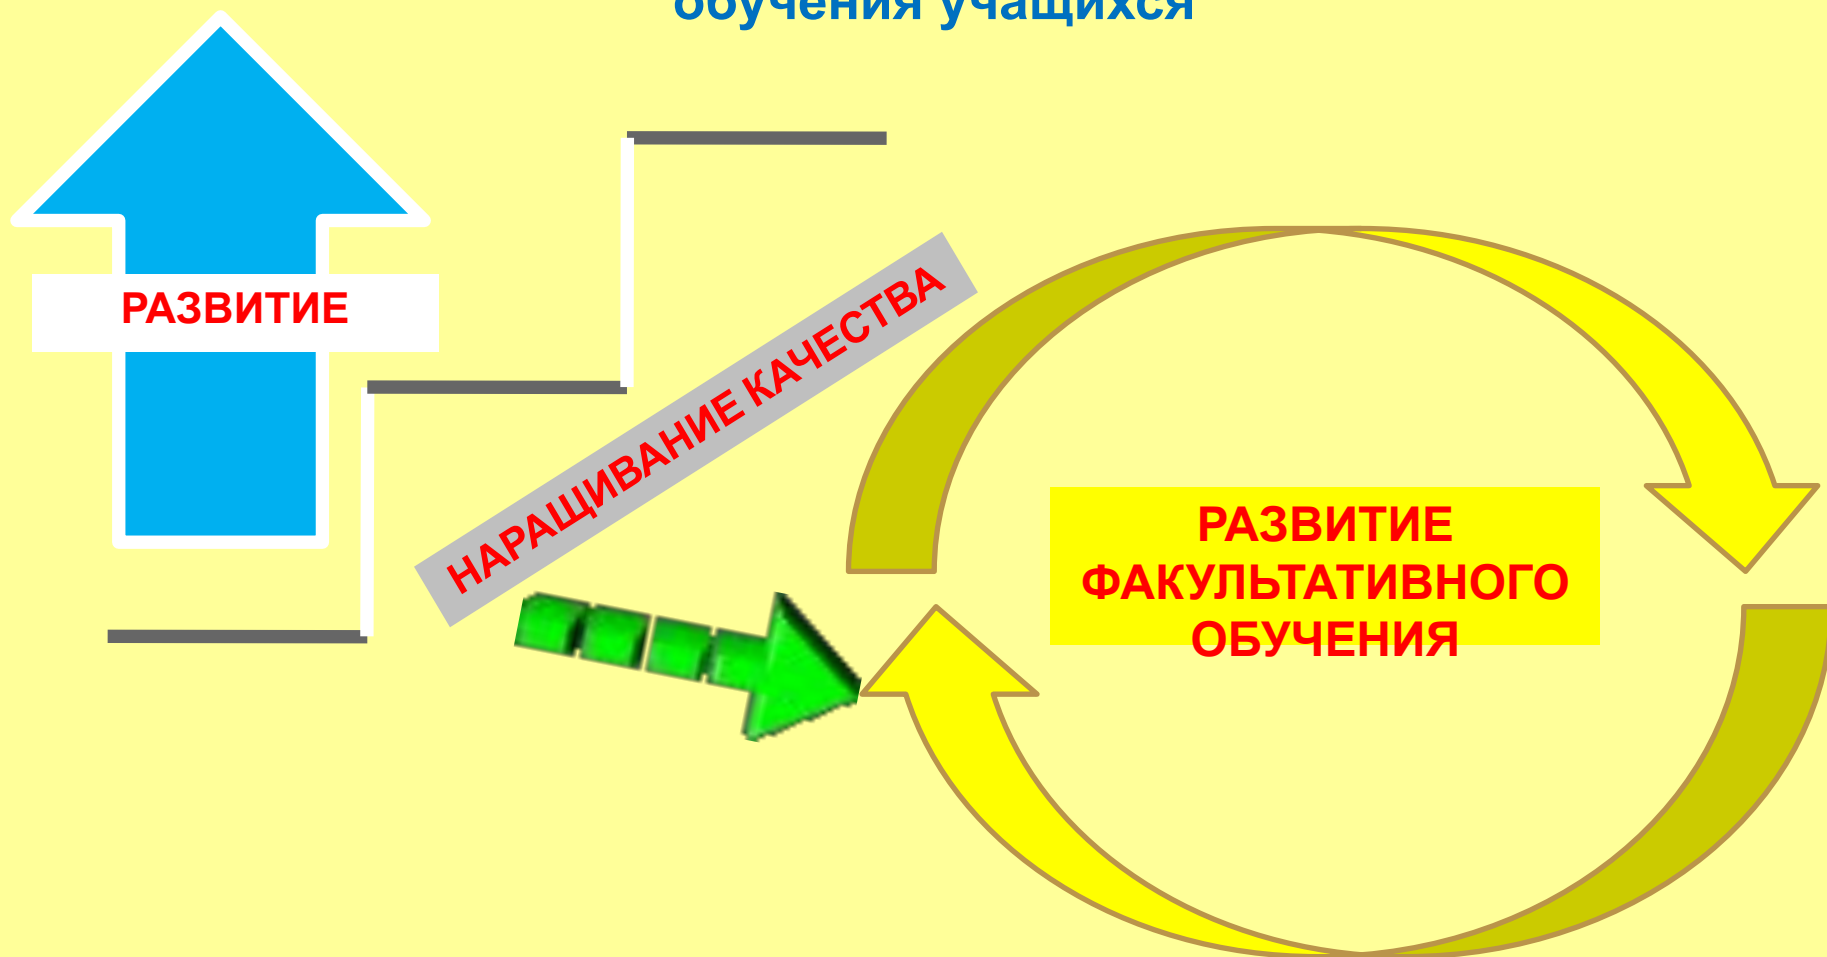 обучения учащихся
РАЗВИТИЕ
НАРАЩИВАНИЕ КАЧЕСТВА
РАЗВИТИЕ
ФАКУЛЬТАТИВНОГО
ОБУЧЕНИЯ